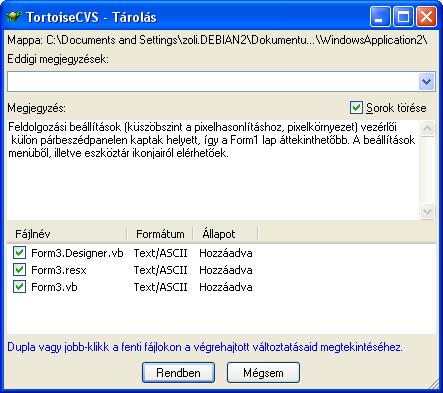 TortoiseCVS - Tárolás
Mappa: C:\Documents and Settings\zoli.DEBIAN2\Dokumentu...\WindowsApplication2\
Eddigi megjegyzések:
Megjegyzés:
Sorok törése
Feldolgozási beállítások (küszöbszint a pixelhasonlításhoz, pixelkörnyezet) vezérlői
külön párbeszédpanelen kaptak helyett, így a Form1 lap áttekinthetőbb. A beállítások
menüből, illetve eszköztár ikonjairól elérhetőek.
Fájlnév Formátum Állapot
Form3.Designer.vb Text/ASCII Hozzáadva
Form3.resx Text/ASCII Hozzáadva
Form3.vb Text/ASCII Hozzáadva
Dupla vagy jobb-klikk a fenti fájlokon a végrehajtott változtatásaid megtekintéséhez.
Rendben Mégsem